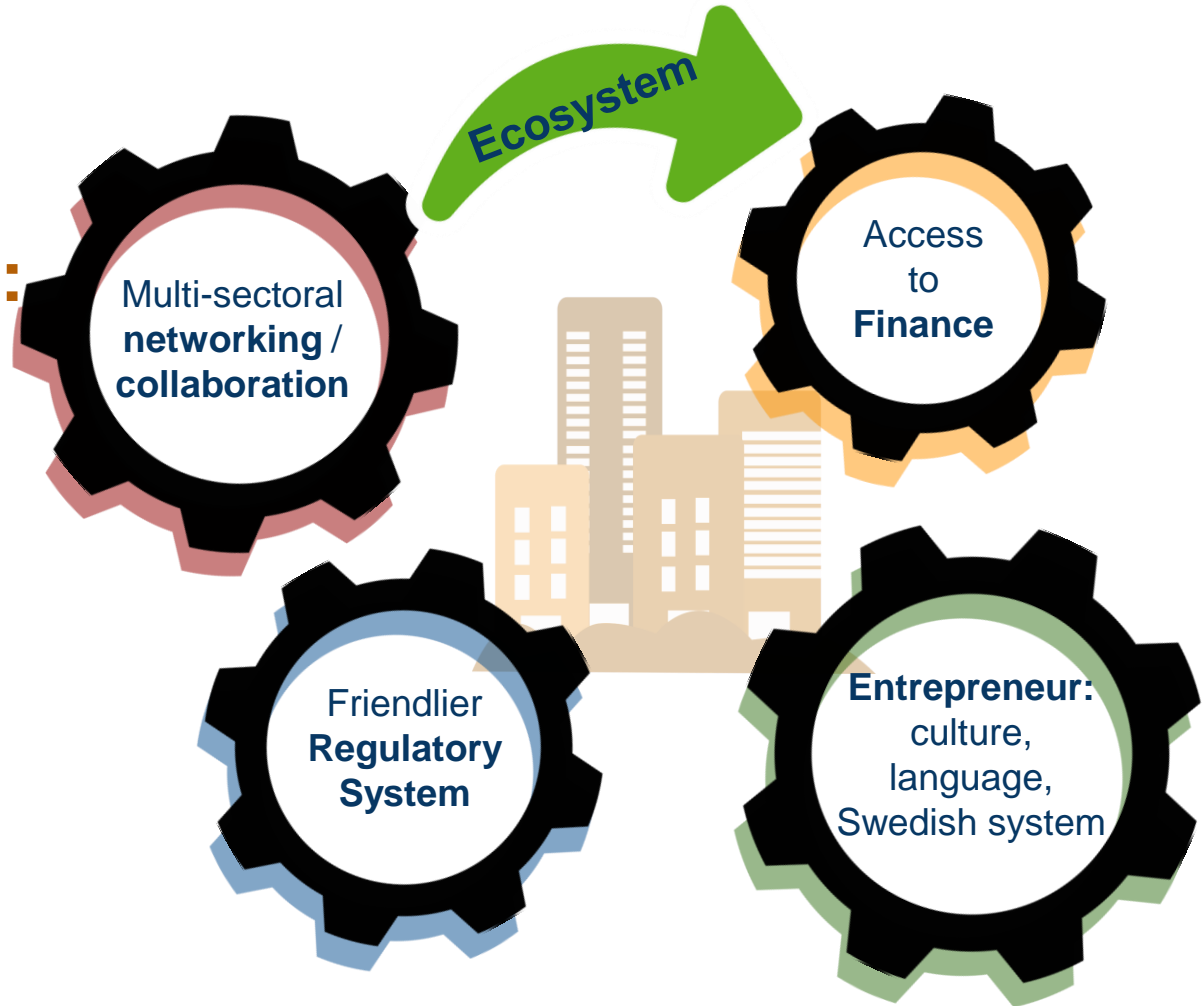 Ecosystem
Multi-sectoral
networking /
collaboration
Access
to
Finance
Friendlier
Regulatory
System
Entrepreneur:
culture,
language,
Swedish system
: